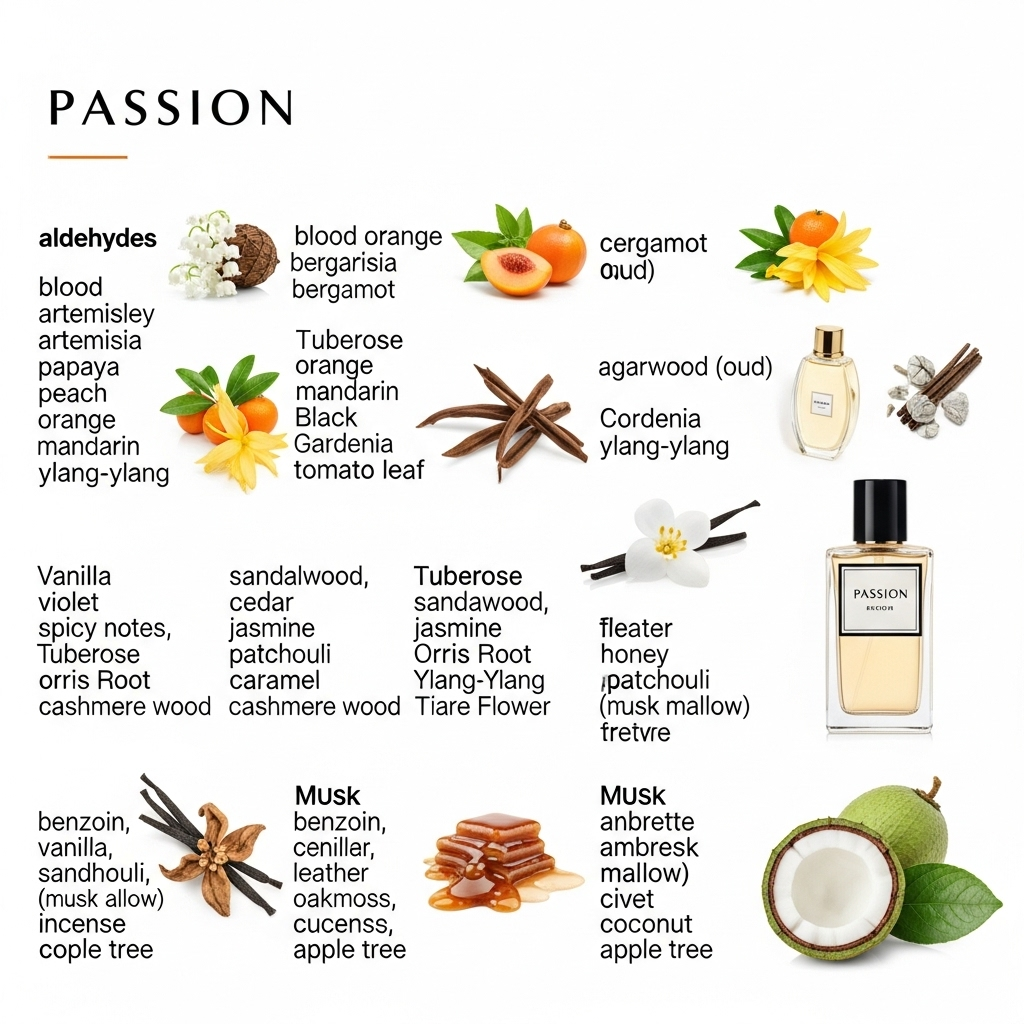 PASSION
aldehydes
blood
artemisley
artemisia
papaya
peach
orange
mandarin
ylang-ylang
blood orange
bergarisia
bergamot
Tuberose
orange
mandarin
Black
Gardenia
tomato leaf
cergamot
oud)
agarwood (oud)
Cordenia
ylang-ylang
Vanilla
violet
spicy notes,
Tuberose
orris Root
cashmere wood
sandalwood,
cedar
jasmine
patchouli
caramel
cashmere wood
Tuberose
sandawood,
jasmine
Orris Root
Ylang-Ylang
Tiare Flower
fleater
honey
patchouli
(musk mallow)
fretvre
PASSION
benzoin,
vanilla,
sandhouli,
(musk allow)
incense
cople tree
Musk
benzoin,
cenillar,
leather
oakmoss,
cucenss,
apple tree
Musk
anbrette
ambresk
mallow)
civet
coconut
apple tree